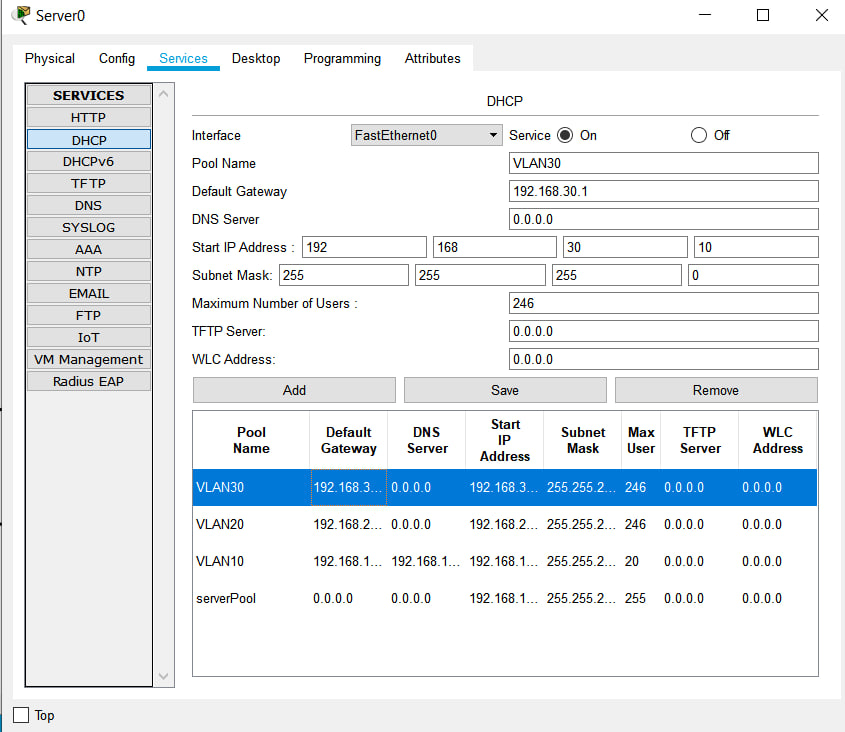 Server0
Physical Config Services Desktop Programming Attributes
SERVICES
HTTP
DHCP
DHCPv6
TFTP
DNS
SYSLOG
AAA
NTP
EMAIL
FTP
IoT
VM Management
Radius EAP
DHCP
Interface FastEthernet0 Service On Off
Pool Name VLAN30
Default Gateway 192.168.30.1
DNS Server 0.0.0.0
Start IP Address : 192 168 30 10
Subnet Mask: 255 255 255 0
Maximum Number of Users : 246
TFTP Server: 0.0.0.0
WLC Address: 0.0.0.0
Add Save Remove
Pool Name Default Gateway DNS Server Start IP Address Subnet Mask Max User TFTP Server WLC Address
VLAN30 192.168.3... 0.0.0.0 192.168.3... 255.255.2... 246 0.0.0.0 0.0.0.0
VLAN20 192.168.2... 0.0.0.0 192.168.2... 255.255.2... 246 0.0.0.0 0.0.0.0
VLAN10 192.168.1... 192.168.1... 192.168.1... 255.255.2... 20 0.0.0.0 0.0.0.0
serverPool 0.0.0.0 0.0.0.0 192.168.1... 255.255.2... 255 0.0.0.0 0.0.0.0
Top